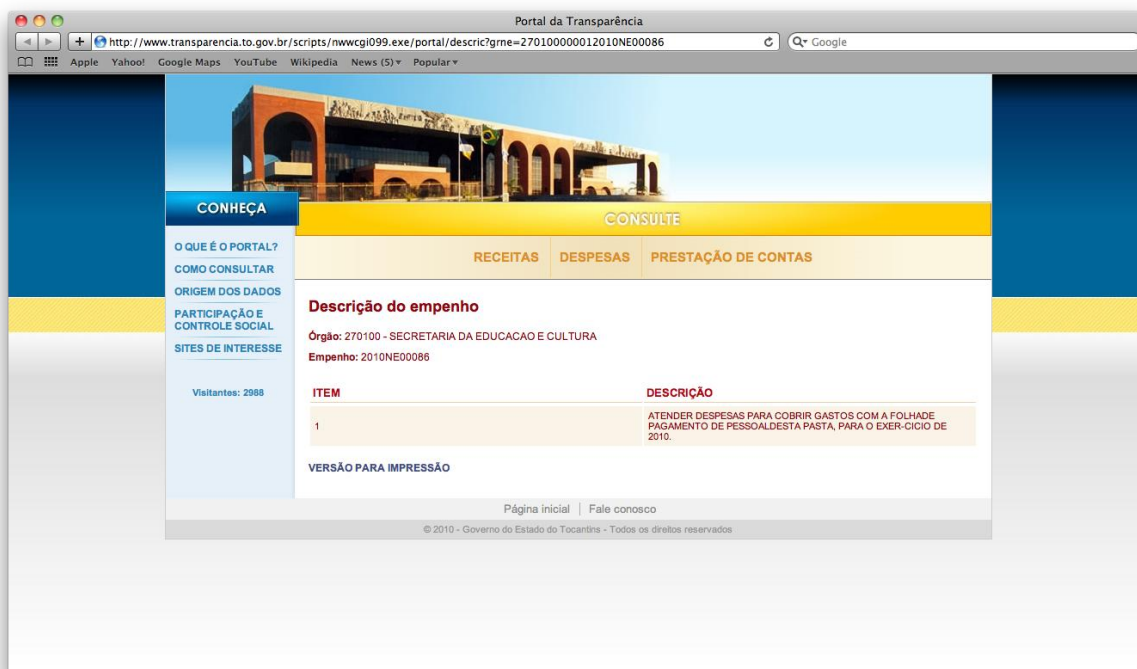 Portal da Transparência
http://www.transparencia.to.gov.br/scripts/nwwcgi099.exe/portal/descric?grne=270100000012010NE00086
Google
Apple Yahoo! Google Maps YouTube Wikipedia News (5) Popular
CONHEÇA
CONSULTE
RECEITAS DESPESAS PRESTAÇÃO DE CONTAS
O QUE É O PORTAL?
COMO CONSULTAR
ORIGEM DOS DADOS
PARTICIPAÇÃO E
CONTROLE SOCIAL
SITES DE INTERESSE
Visitantes: 2988
Descrição do empenho
Órgão: 270100 - SECRETARIA DA EDUCACAO E CULTURA
Empenho: 2010NE00086
ITEM DESCRIÇÃO
1
ATENDER DESPESAS PARA COBRIR GASTOS COM A FOLHADE
PAGAMENTO DE PESSOALDESTA PASTA, PARA O EXER-CICIO DE
2010.
VERSÃO PARA IMPRESSÃO
Página inicial Fale conosco
© 2010 - Governo do Estado do Tocantins - Todos os direitos reservados